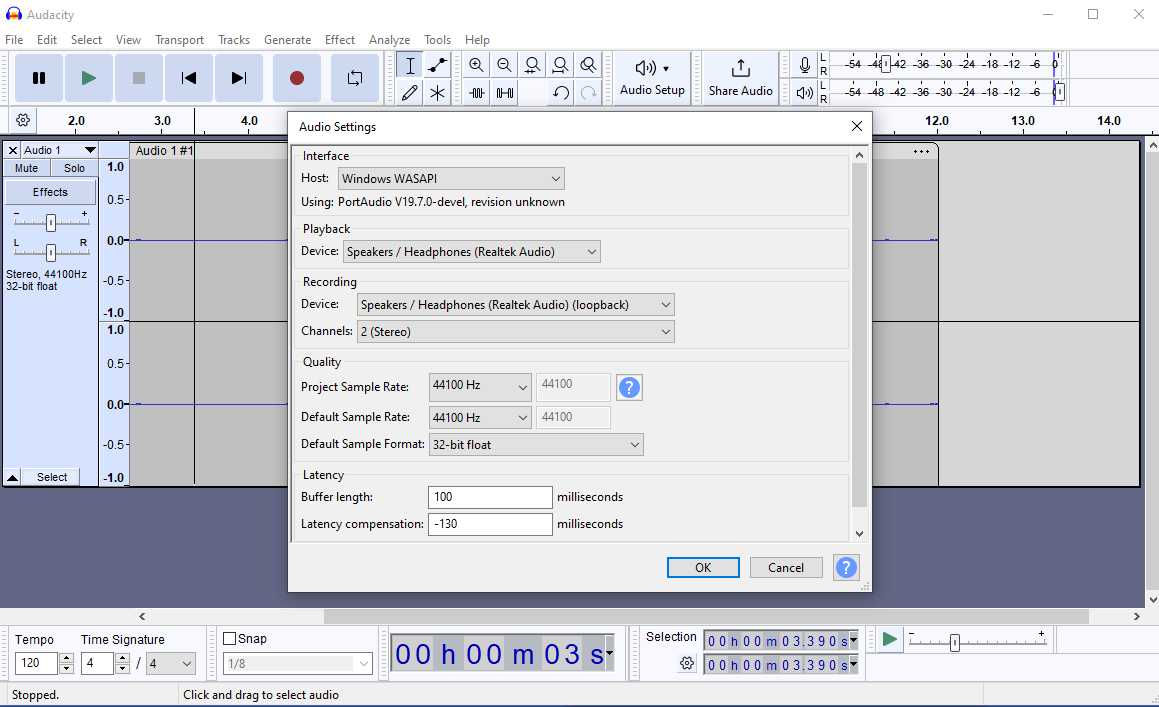 Audacity
File Edit Select View Transport Tracks Generate Effect Analyze Tools Help
Audio Setup
Share Audio
L
R
-54 -48 -42 -36 -30 -24 -18 -12 -6 0
L
R
-54 -48 -42 -36 -30 -24 -18 -12 -6 0
2.0 3.0 4.0 12.0 13.0 14.0
Audio 1
Mute Solo
Effects
- +
L R
Stereo, 44100Hz
32-bit float
Select
1.0
0.5
0.0
-0.5
-1.0
1.0
0.5
0.0
-0.5
-1.0
Audio 1 #1
...
Audio Settings
Interface
Host: Windows WASAPI
Using: PortAudio V19.7.0-devel, revision unknown
Playback
Device: Speakers / Headphones (Realtek Audio)
Recording
Device: Speakers / Headphones (Realtek Audio) (loopback)
Channels: 2 (Stereo)
Quality
Project Sample Rate: 44100 Hz 44100 ?
Default Sample Rate: 44100 Hz 44100
Default Sample Format: 32-bit float
Latency
Buffer length: 100 milliseconds
Latency compensation: -130 milliseconds
OK Cancel ?
Tempo Time Signature
120 4 / 4
Snap
1/8
00 h 00 m 03 s
Selection
00 h 00 m 03.390 s
00 h 00 m 03.390 s
- +
Stopped. Click and drag to select audio